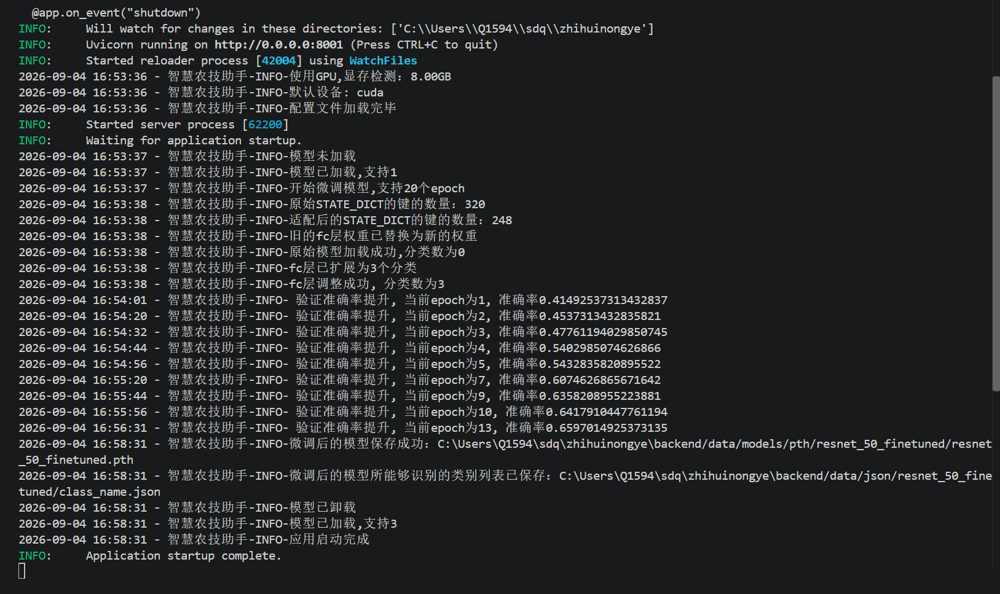 @app.on_event("shutdown")
INFO:     Will watch for changes in these directories: ['C:\\Users\\Q1594\\sdq\\zhihuinongye']
INFO:     Uvicorn running on http://0.0.0.0:8001 (Press CTRL+C to quit)
INFO:     Started reloader process [42004] using WatchFiles
2026-09-04 16:53:36 - 智慧农技助手-INFO-使用GPU,显存检测：8.00GB
2026-09-04 16:53:36 - 智慧农技助手-INFO-默认设备：cuda
2026-09-04 16:53:36 - 智慧农技助手-INFO-配置文件加载完毕
INFO:     Started server process [62200]
INFO:     Waiting for application startup.
2026-09-04 16:53:37 - 智慧农技助手-INFO-模型未加载
2026-09-04 16:53:37 - 智慧农技助手-INFO-模型已加载,支持1
2026-09-04 16:53:37 - 智慧农技助手-INFO-开始微调模型,支持20个epoch
2026-09-04 16:53:38 - 智慧农技助手-INFO-原始STATE_DICT的键的数量：320
2026-09-04 16:53:38 - 智慧农技助手-INFO-适配后的STATE_DICT的键的数量：248
2026-09-04 16:53:38 - 智慧农技助手-INFO-旧的fc层权重已替换为新的权重
2026-09-04 16:53:38 - 智慧农技助手-INFO-原始模型加载成功,分类数为0
2026-09-04 16:53:38 - 智慧农技助手-INFO-fc层已扩展为3个分类
2026-09-04 16:53:38 - 智慧农技助手-INFO-fc层调整成功, 分类数为3
2026-09-04 16:54:01 - 智慧农技助手-INFO- 验证准确率提升, 当前epoch为1, 准确率0.41492537313432837
2026-09-04 16:54:20 - 智慧农技助手-INFO- 验证准确率提升, 当前epoch为2, 准确率0.4537313432835821
2026-09-04 16:54:32 - 智慧农技助手-INFO- 验证准确率提升, 当前epoch为3, 准确率0.47761194029850745
2026-09-04 16:54:44 - 智慧农技助手-INFO- 验证准确率提升, 当前epoch为4, 准确率0.5402985074626866
2026-09-04 16:54:56 - 智慧农技助手-INFO- 验证准确率提升, 当前epoch为5, 准确率0.5432835820895522
2026-09-04 16:55:20 - 智慧农技助手-INFO- 验证准确率提升, 当前epoch为7, 准确率0.6074626865671642
2026-09-04 16:55:44 - 智慧农技助手-INFO- 验证准确率提升, 当前epoch为9, 准确率0.6358208955223881
2026-09-04 16:55:56 - 智慧农技助手-INFO- 验证准确率提升, 当前epoch为10, 准确率0.6417910447761194
2026-09-04 16:56:31 - 智慧农技助手-INFO- 验证准确率提升, 当前epoch为13, 准确率0.6597014925373135
2026-09-04 16:58:31 - 智慧农技助手-INFO-微调后的模型保存成功：C:\Users\Q1594\sdq\zhihuinongye\backend/data/models/pth/resnet_50_finetuned/resnet
_50_finetuned.pth
2026-09-04 16:58:31 - 智慧农技助手-INFO-微调后的模型所能够识别的类别列表已保存：C:\Users\Q1594\sdq\zhihuinongye\backend/data/json/resnet_50_fine
tuned/class_name.json
2026-09-04 16:58:31 - 智慧农技助手-INFO-模型已卸载
2026-09-04 16:58:31 - 智慧农技助手-INFO-模型已加载,支持3
2026-09-04 16:58:31 - 智慧农技助手-INFO-应用启动完成
INFO:     Application startup complete.